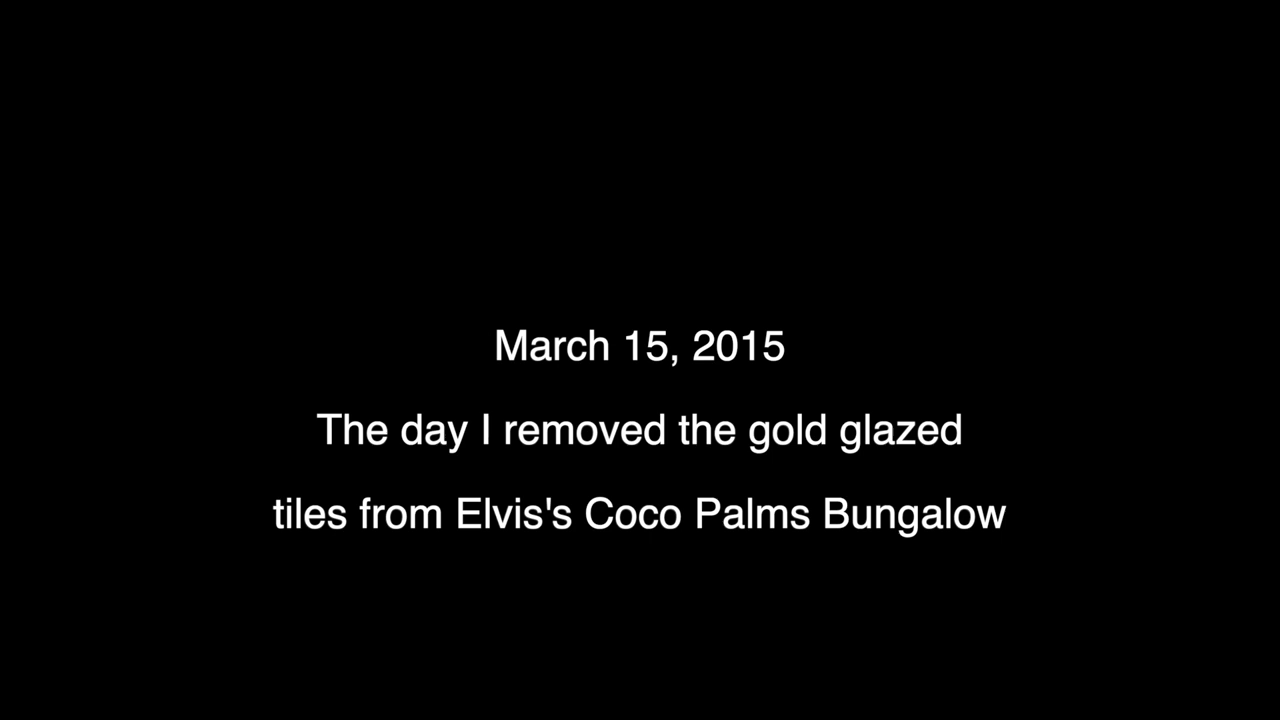 March 15, 2015
The day I removed the gold glazed
tiles from Elvis's Coco Palms Bungalow